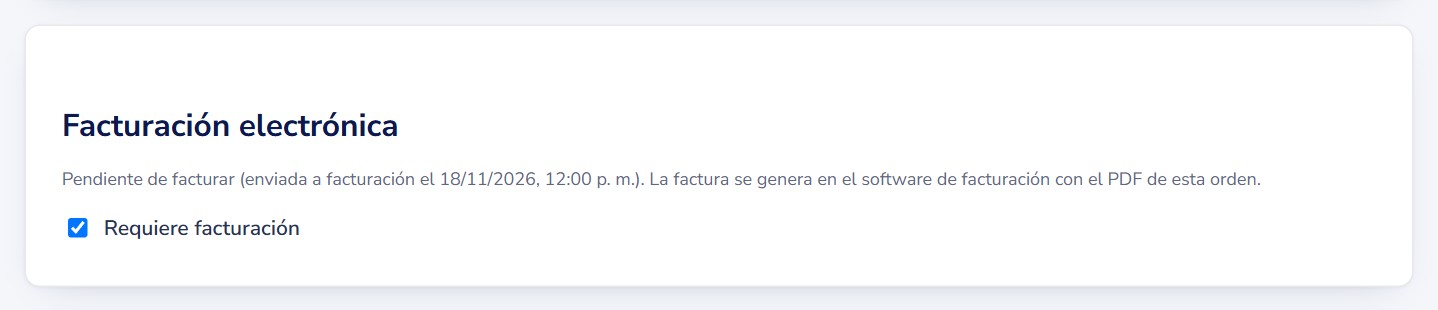 Facturación electrónica
Pendiente de facturar (enviada a facturación el 18/11/2026, 12:00 p. m.). La factura se genera en el software de facturación con el PDF de esta orden.
Requiere facturación